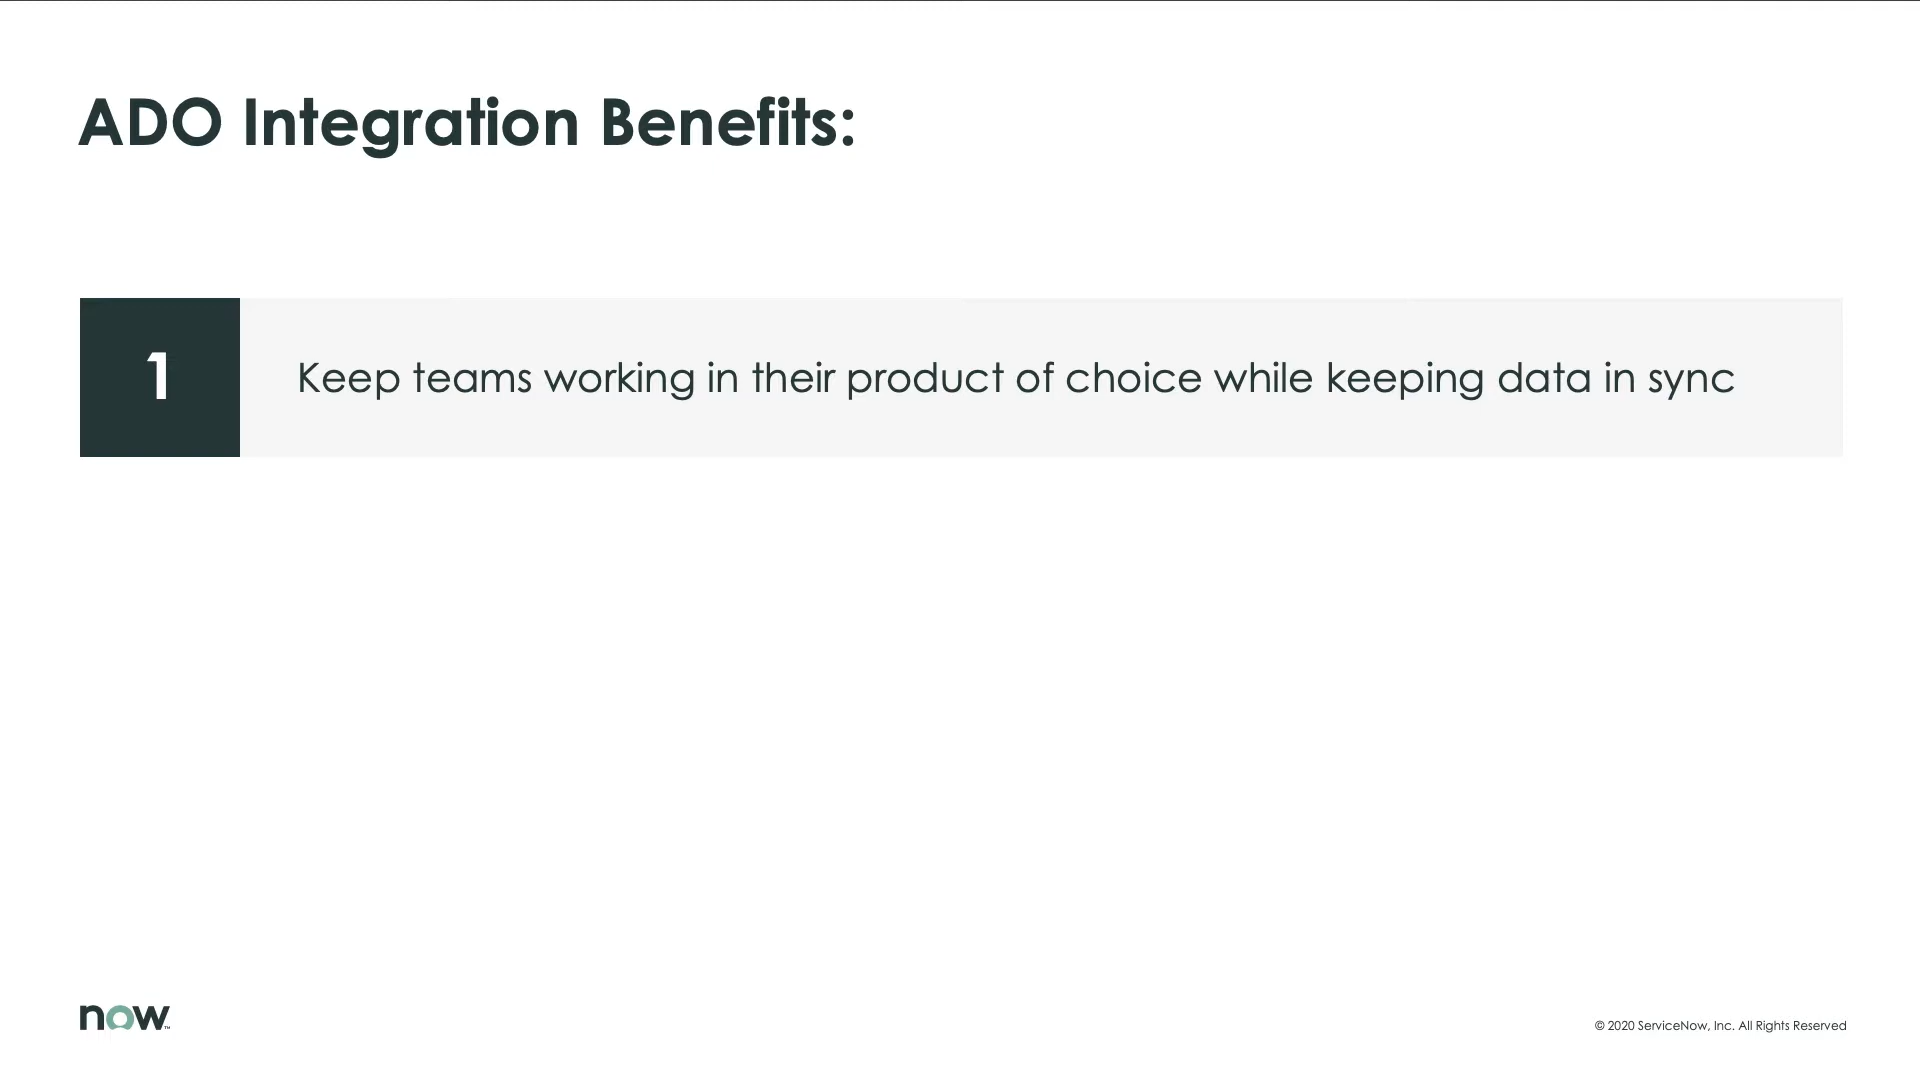 ADO Integration Benefits:
1
Keep teams working in their product of choice while keeping data in sync
now™
© 2020 ServiceNow, Inc. All Rights Reserved